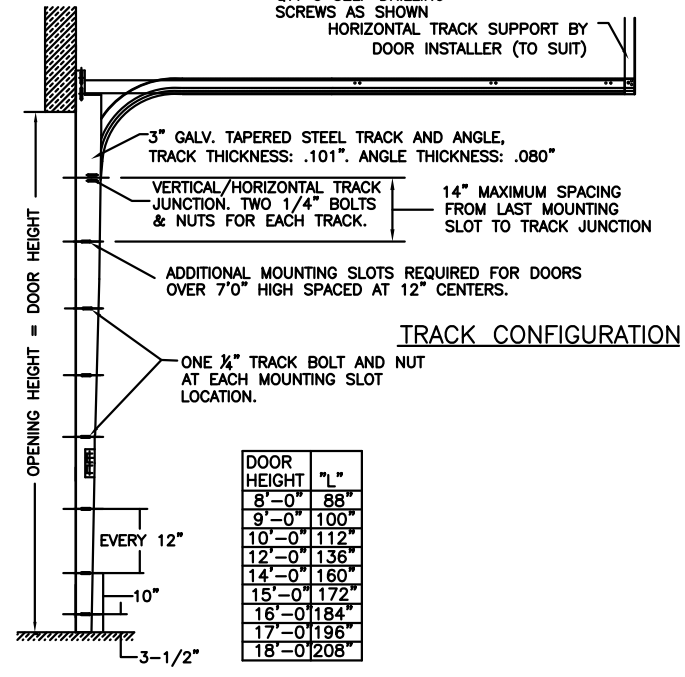 SCREWS AS SHOWN
HORIZONTAL TRACK SUPPORT BY
DOOR INSTALLER (TO SUIT)
3" GALV. TAPERED STEEL TRACK AND ANGLE,
TRACK THICKNESS: .101". ANGLE THICKNESS: .080"
VERTICAL/HORIZONTAL TRACK
JUNCTION. TWO 1/4" BOLTS
& NUTS FOR EACH TRACK.
14" MAXIMUM SPACING
FROM LAST MOUNTING
SLOT TO TRACK JUNCTION
ADDITIONAL MOUNTING SLOTS REQUIRED FOR DOORS
OVER 7'0" HIGH SPACED AT 12" CENTERS.
TRACK CONFIGURATION
ONE ¼" TRACK BOLT AND NUT
AT EACH MOUNTING SLOT
LOCATION.
OPENING HEIGHT = DOOR HEIGHT
DOOR
HEIGHT "L"
8'-0" 88"
9'-0" 100"
10'-0" 112"
12'-0" 136"
14'-0" 160"
15'-0" 172"
16'-0" 184"
17'-0" 196"
18'-0" 208"
EVERY 12"
10"
3-1/2"